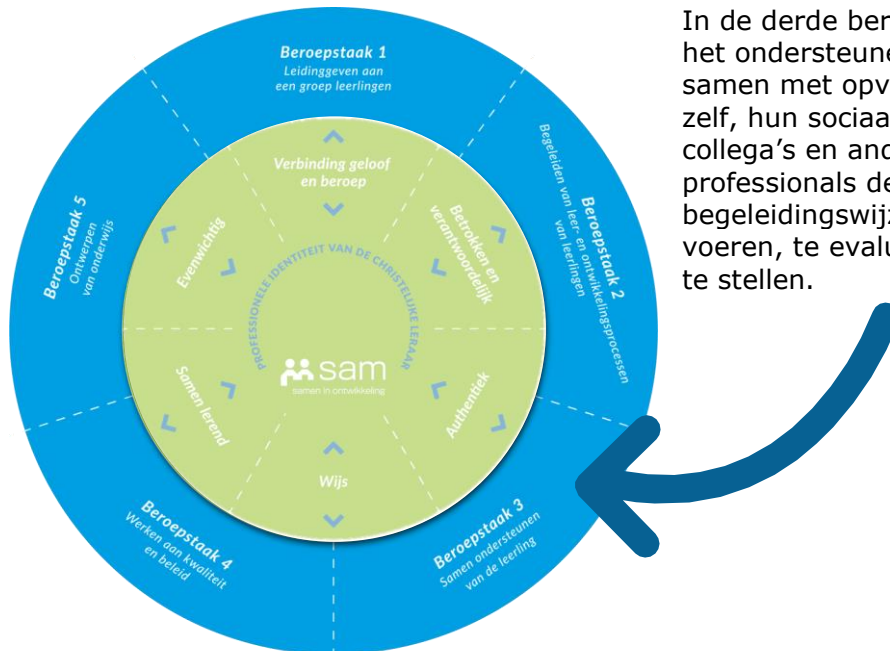 Beroepstaak 1
Leidinggeven aan
een groep leerlingen
Beroepstaak 2
Begeleiden van leer- en ontwikkelingsprocessen
van leerlingen
Beroepstaak 3
Samen ondersteunen
van de leerling
Beroepstaak 4
Werken aan kwaliteit
en beleid
Beroepstaak 5
Ontwerpen
van onderwijs
Verbinding geloof
en beroep
Betrokken en
verantwoordelijk
Authentiek
Wijs
Samen lerend
Evenwichtig
PROFESSIONELE IDENTITEIT VAN DE CHRISTELIJKE LERAAR
sam
samen in ontwikkeling
In de derde ber
het ondersteune
samen met opv
zelf, hun sociaa
collega's en and
professionals de
begeleidingswijz
voeren, te evalu
te stellen.